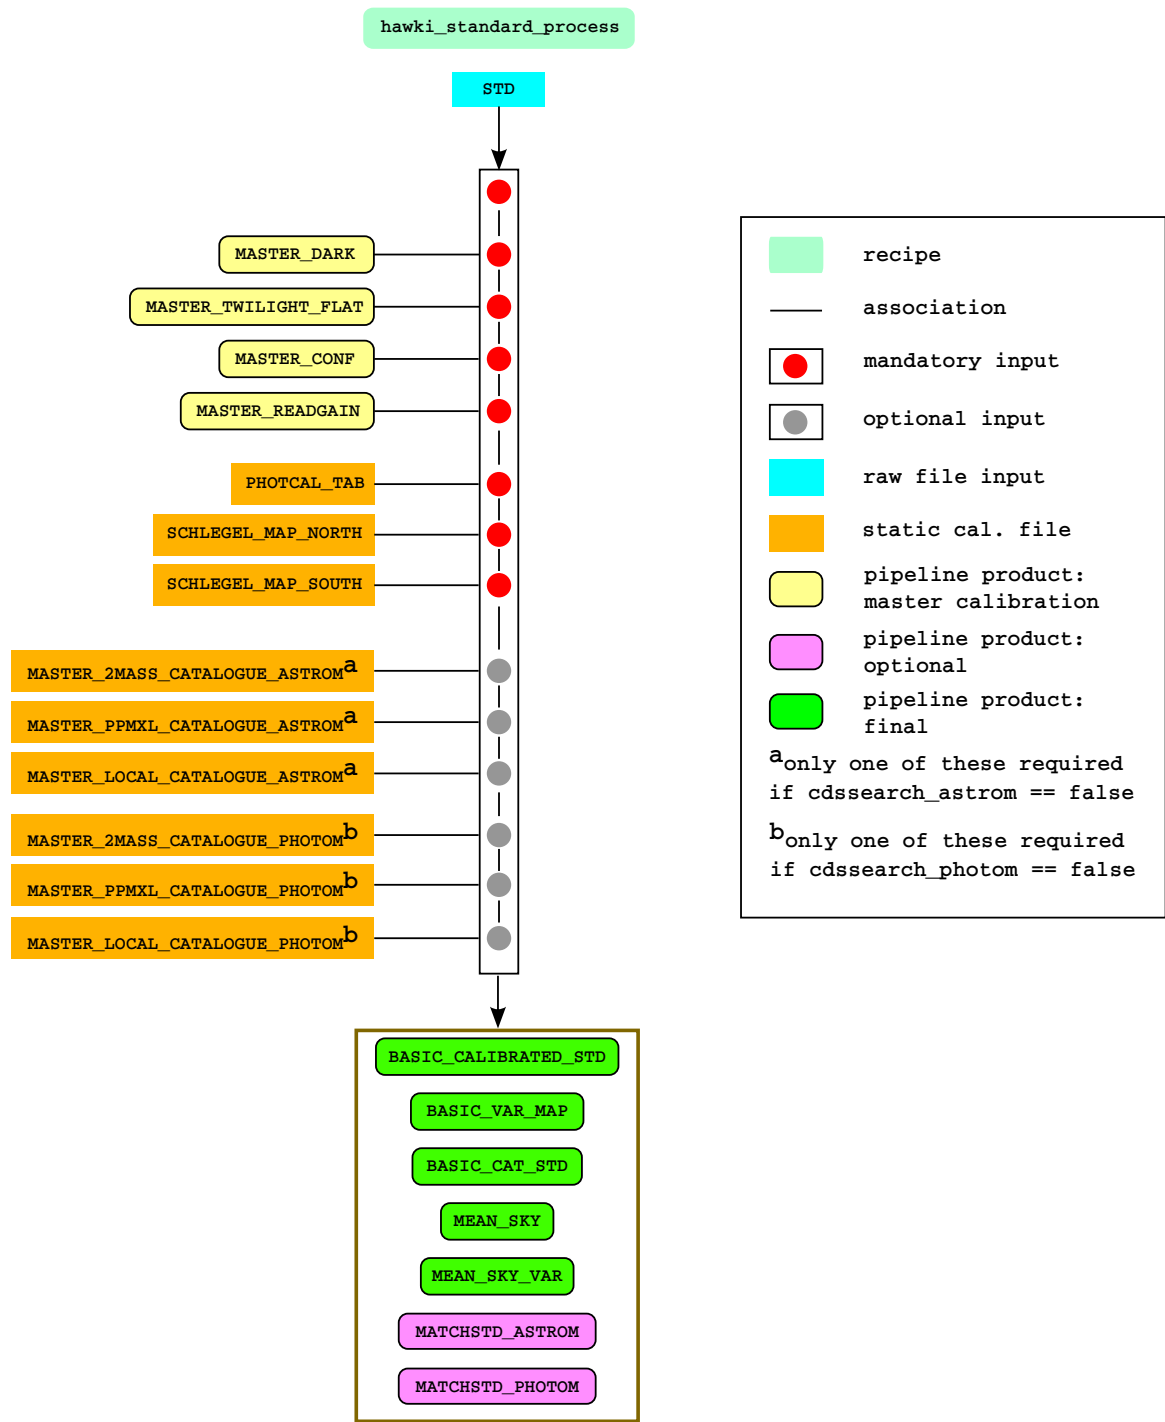 hawki_standard_process
STD
MASTER_DARK
MASTER_TWILIGHT_FLAT
MASTER_CONF
MASTER_READGAIN
PHOTCAL_TAB
SCHLEGEL_MAP_NORTH
SCHLEGEL_MAP_SOUTH
MASTER_2MASS_CATALOGUE_ASTROMa
MASTER_PPMXL_CATALOGUE_ASTROMa
MASTER_LOCAL_CATALOGUE_ASTROMa
MASTER_2MASS_CATALOGUE_PHOTOMb
MASTER_PPMXL_CATALOGUE_PHOTOMb
MASTER_LOCAL_CATALOGUE_PHOTOMb
BASIC_CALIBRATED_STD
BASIC_VAR_MAP
BASIC_CAT_STD
MEAN_SKY
MEAN_SKY_VAR
MATCHSTD_ASTROM
MATCHSTD_PHOTOM
recipe
association
mandatory input
optional input
raw file input
static cal. file
pipeline product:
master calibration
pipeline product:
optional
pipeline product:
final
aonly one of these required
if cdssearch_astrom == false
bonly one of these required
if cdssearch_photom == false